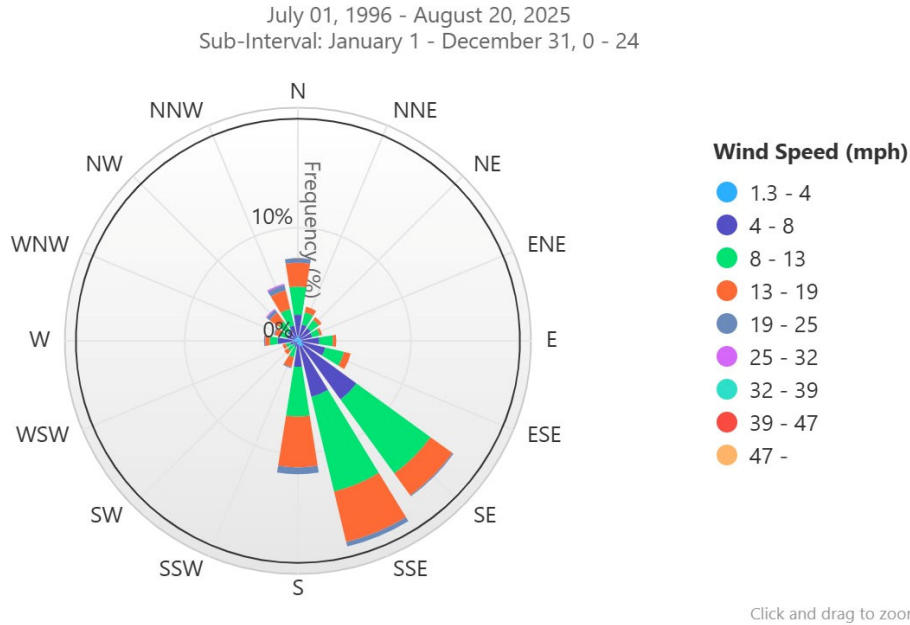 July 01, 1996 - August 20, 2025
Sub-Interval: January 1 - December 31, 0 - 24
N
NNW
NNE
NW
NE
WNW
ENE
W
E
WSW
ESE
SW
SE
SSW
SSE
S
Frequency (%)
10%
0%
Wind Speed (mph)
1.3 - 4
4 - 8
8 - 13
13 - 19
19 - 25
25 - 32
32 - 39
39 - 47
47 -
Click and drag to zoom